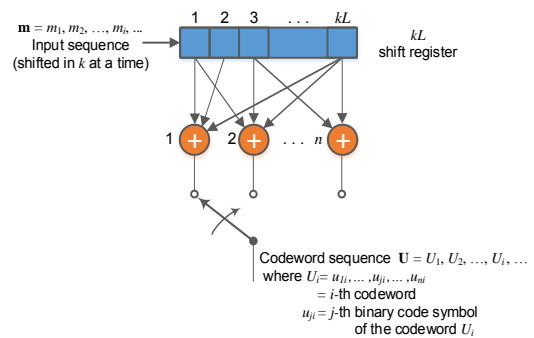 m = m1, m2, …, mi, ...
Input sequence
(shifted in k at a time)
1 2 3 . . . kL
kL
shift register
1 + 2 + . . . n +
Codeword sequence U = U1, U2, …, Ui, …
where Ui= u1i,… ,uji,… ,uni
= i-th codeword
uji= j-th binary code symbol
of the codeword Ui